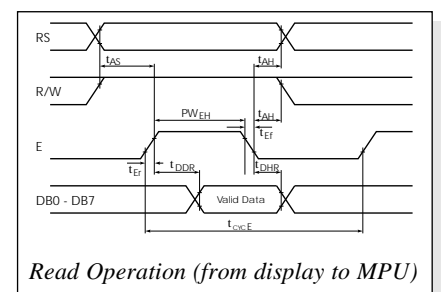 RS
tAS
tAH
R/W
PWEH
tAH
tEf
E
tEr
tDDR
tDHR
DB0 - DB7
Valid Data
tCYCE
Read Operation (from display to MPU)